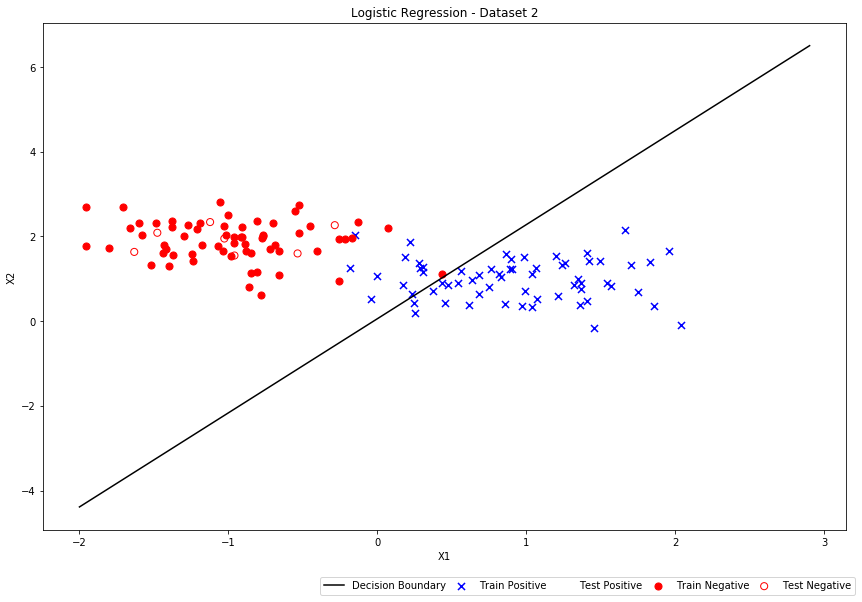 Logistic Regression - Dataset 2
6
4
2
0
−2
−4
X2
−2 −1 0 1 2 3
X1
Decision Boundary Train Positive Test Positive Train Negative Test Negative